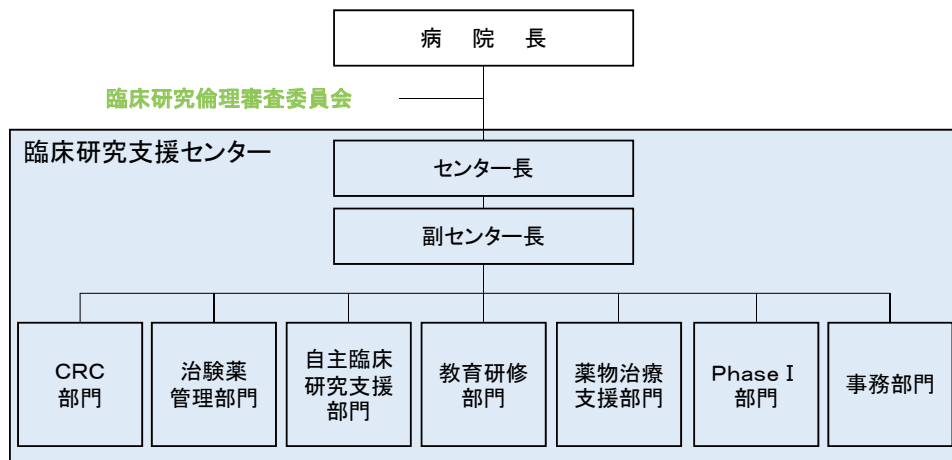 病 院 長
臨床研究倫理審査委員会
臨床研究支援センター
センター長
副センター長
CRC
部門
治験薬
管理部門
自主臨床
研究支援
部門
教育研修
部門
薬物治療
支援部門
Phase Ⅰ
部門
事務部門